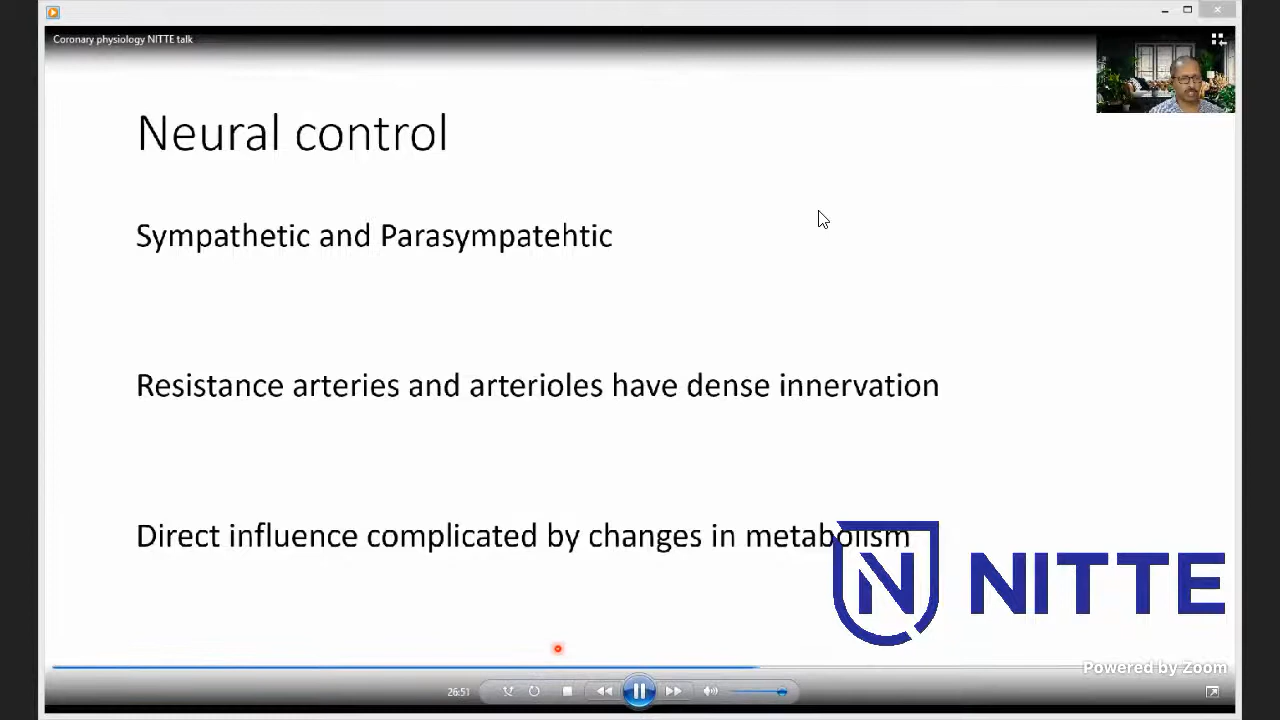 Coronary physiology NITTE talk
Neural control
Sympathetic and Parasympatehtic
Resistance arteries and arterioles have dense innervation
Direct influence complicated by changes in metabolism
N NITTE
Powered by Zoom
26:51